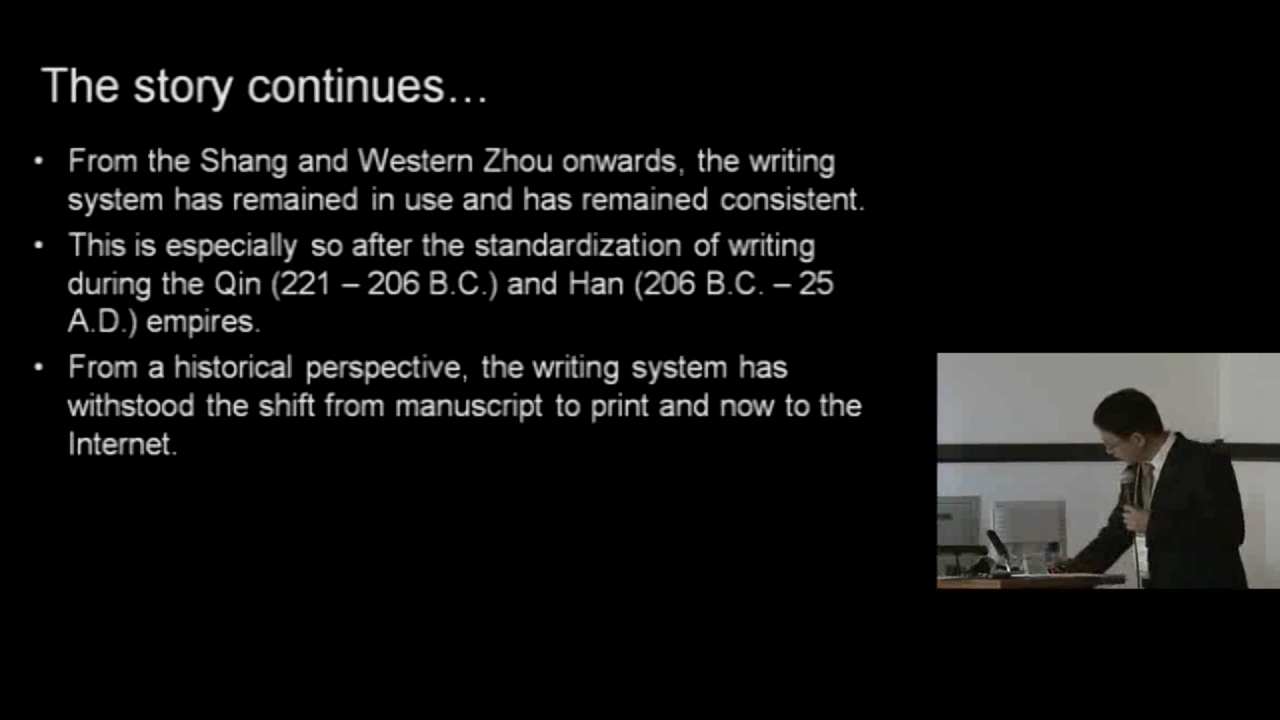 The story continues…
• From the Shang and Western Zhou onwards, the writing
system has remained in use and has remained consistent.
• This is especially so after the standardization of writing
during the Qin (221 – 206 B.C.) and Han (206 B.C. – 25
A.D.) empires.
• From a historical perspective, the writing system has
withstood the shift from manuscript to print and now to the
Internet.